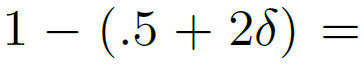 1 − (.5 + 2δ) =